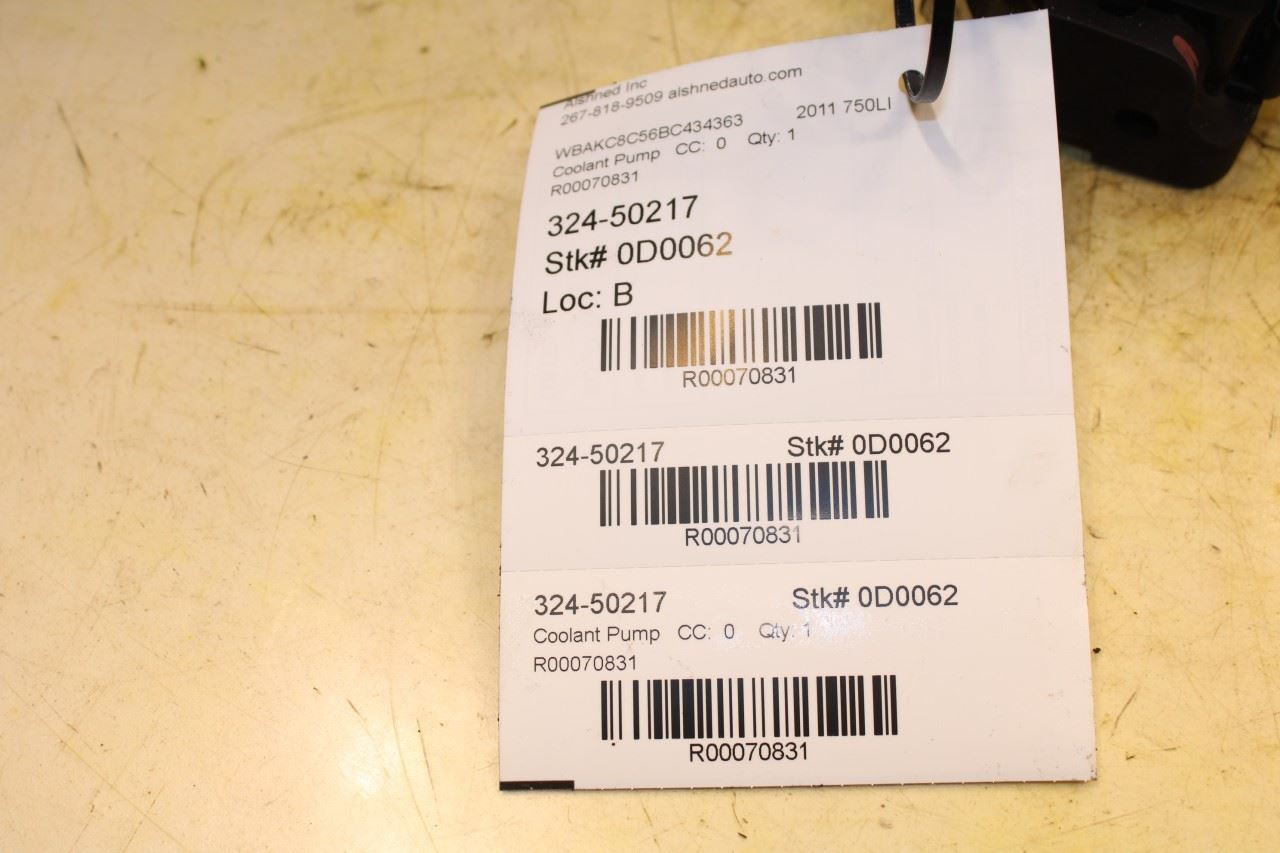 Alshned Inc
267-818-9509 alshnedauto.com
WBAKC8C56BC434363 2011 750LI
Coolant Pump CC: 0 Qty: 1
R00070831
324-50217
Stk# 0D0062
Loc: B
R00070831
324-50217 Stk# 0D0062
R00070831
324-50217 Stk# 0D0062
Coolant Pump CC: 0 Qty: 1
R00070831
R00070831